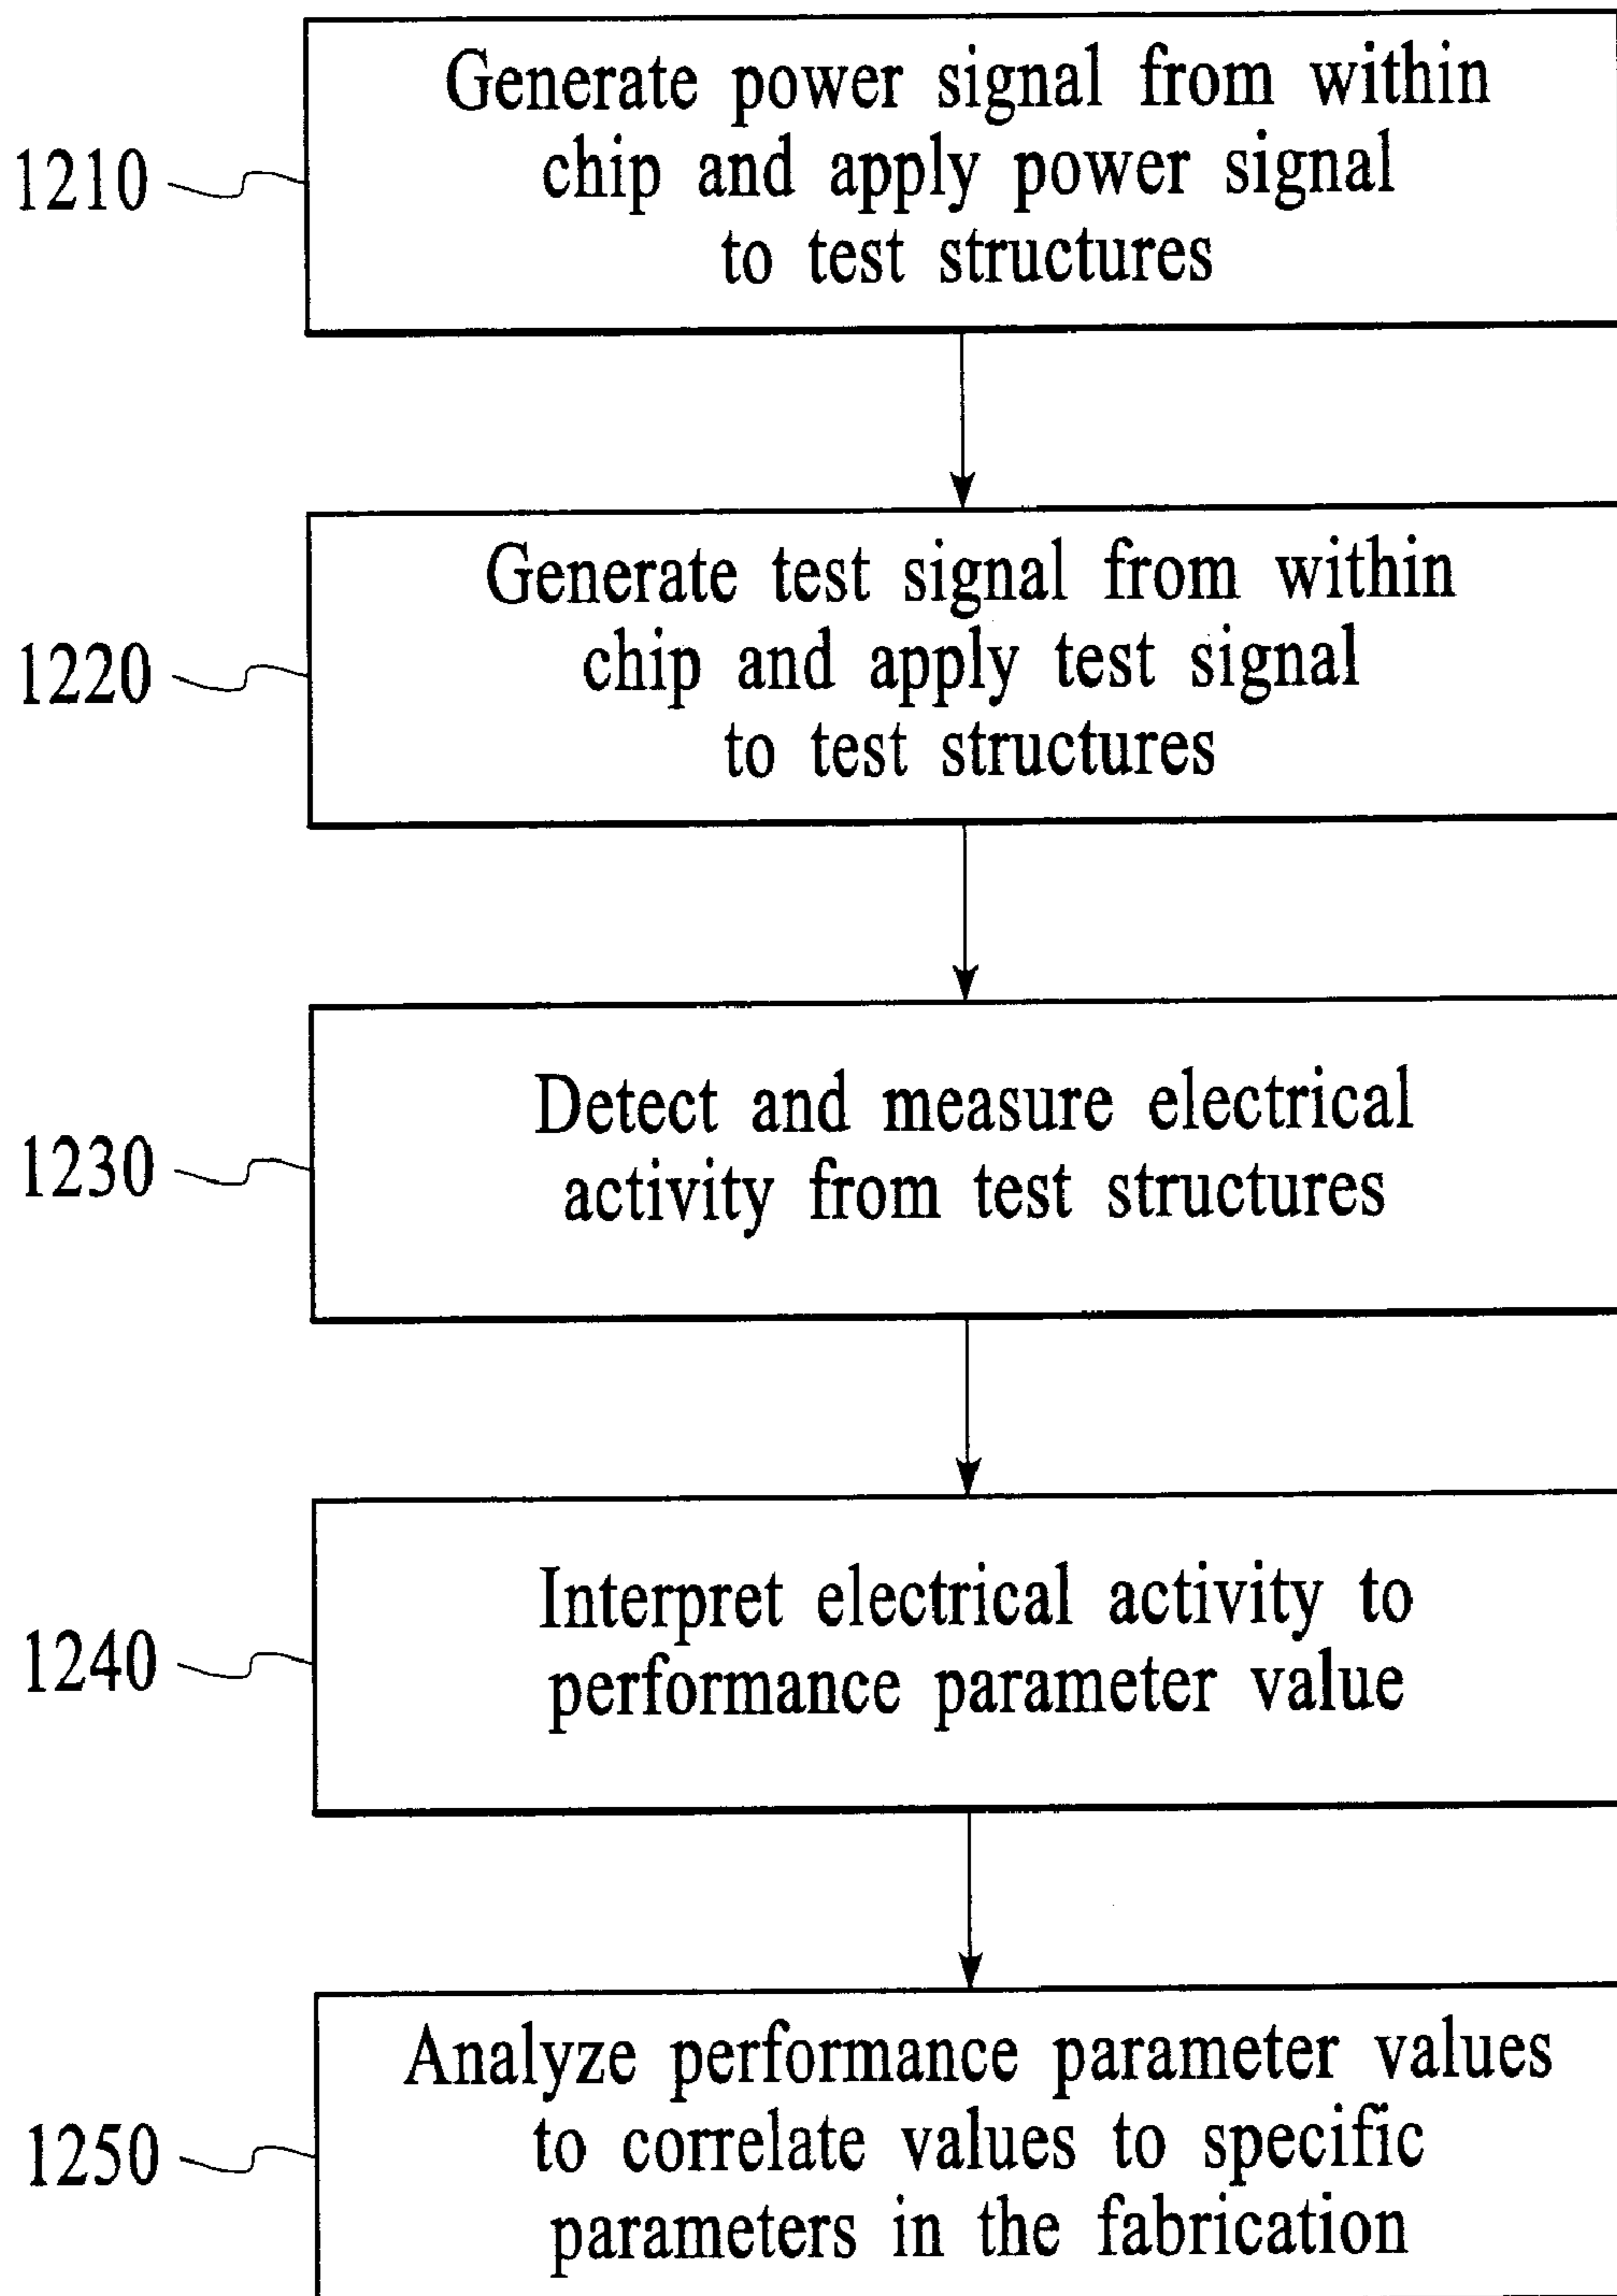 Generate power signal from within
chip and apply power signal
to test structures
1210
Generate test signal from within
chip and apply test signal
to test structures
1220
Detect and measure electrical
activity from test structures
1230
Interpret electrical activity to
performance parameter value
1240
Analyze performance parameter values
to correlate values to specific
parameters in the fabrication
1250